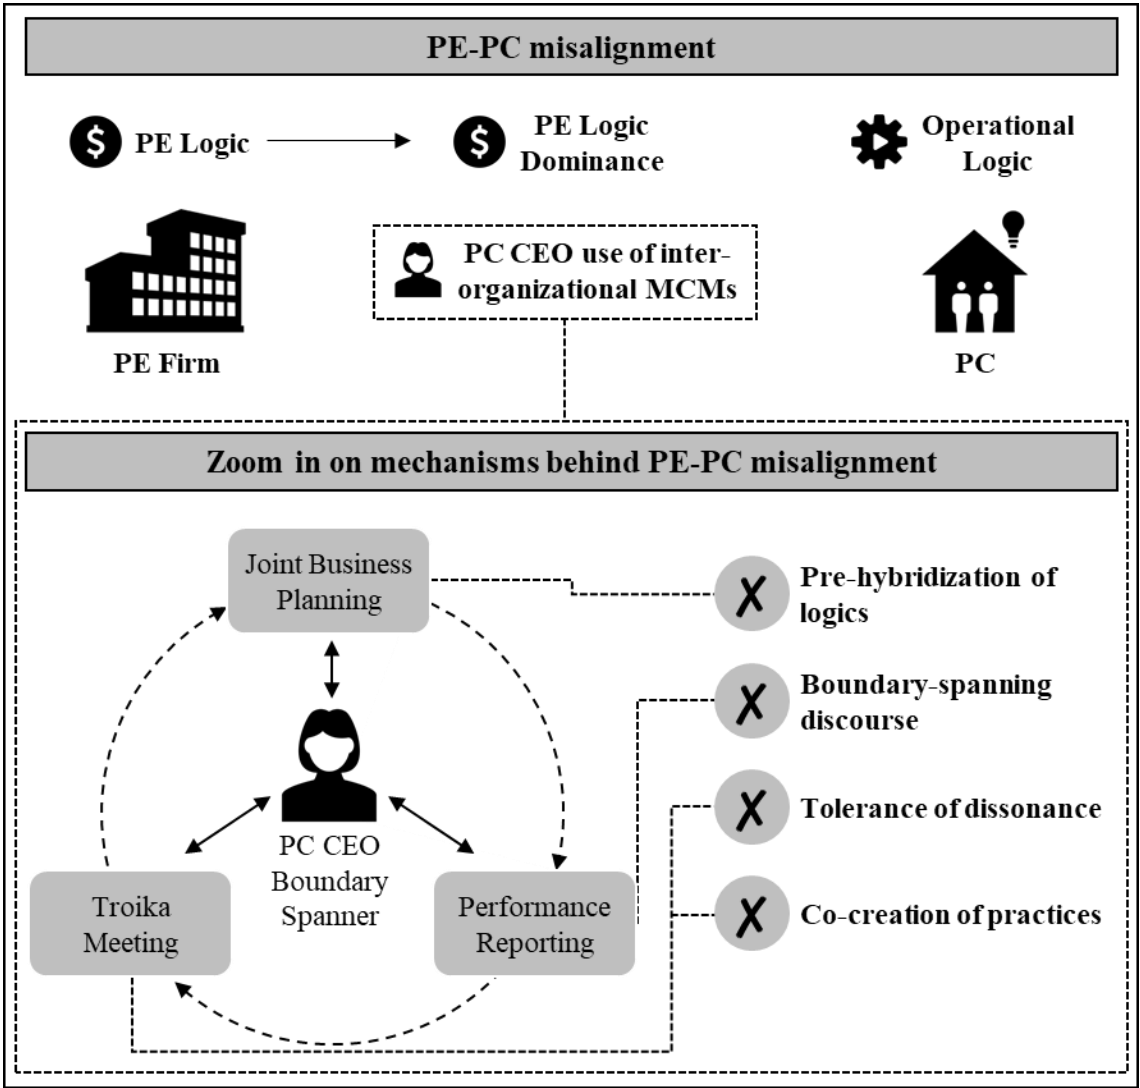 PE-PC misalignment
PE Logic
PE Logic
Dominance
Operational
Logic
PC CEO use of inter-
organizational MCMs
PE Firm
PC
Zoom in on mechanisms behind PE-PC misalignment
Joint Business
Planning
PC CEO
Boundary
Spanner
Troika
Meeting
Performance
Reporting
✗ Pre-hybridization of
logics
✗ Boundary-spanning
discourse
✗ Tolerance of dissonance
✗ Co-creation of practices